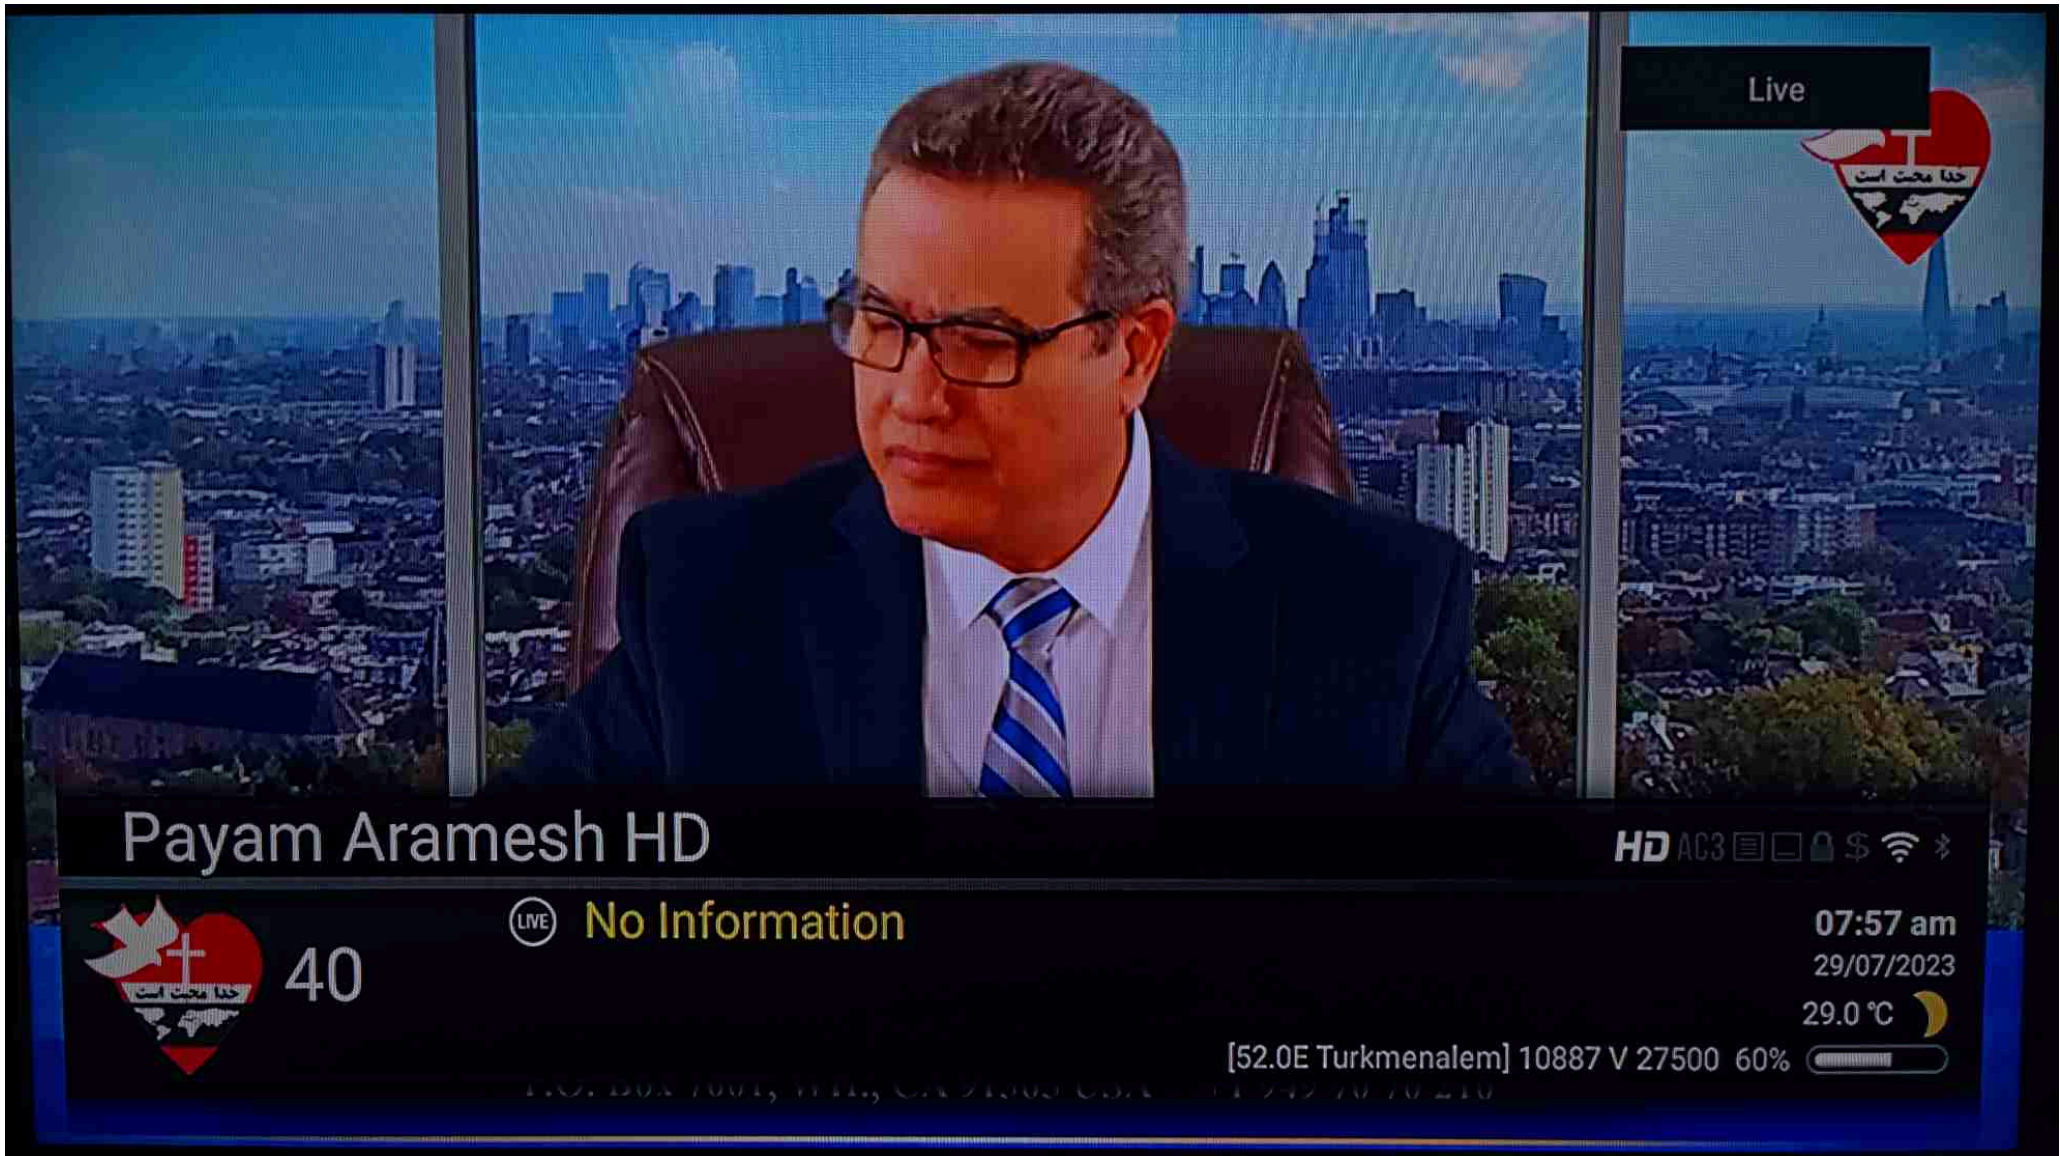 Live
خدا محبت است
Payam Aramesh HD
HD AC3 $
LIVE No Information
خدا محبت است
40
07:57 am
29/07/2023
29.0 °C
[52.0E Turkmenalem] 10887 V 27500 60%